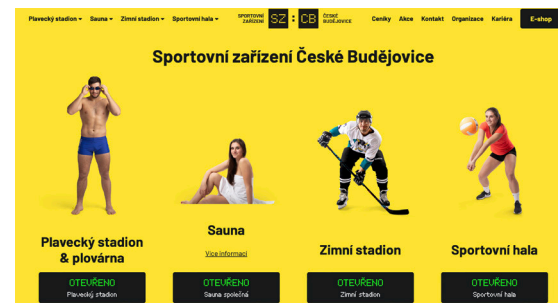 Plavecký stadion Sauna Zimní stadion Sportovní hala SPORTOVNÍ ZAŘÍZENÍ SZ : CB ČESKÉ BUDĚJOVICE Ceníky Akce Kontakt Organizace Kariéra E-shop
Sportovní zařízení České Budějovice
Plavecký stadion
& plovárna
OTEVŘENO
Plavecký stadion
Sauna
Více informací
OTEVŘENO
Sauna společná
Zimní stadion
OTEVŘENO
Zimní stadion
Sportovní hala
OTEVŘENO
Sportovní hala